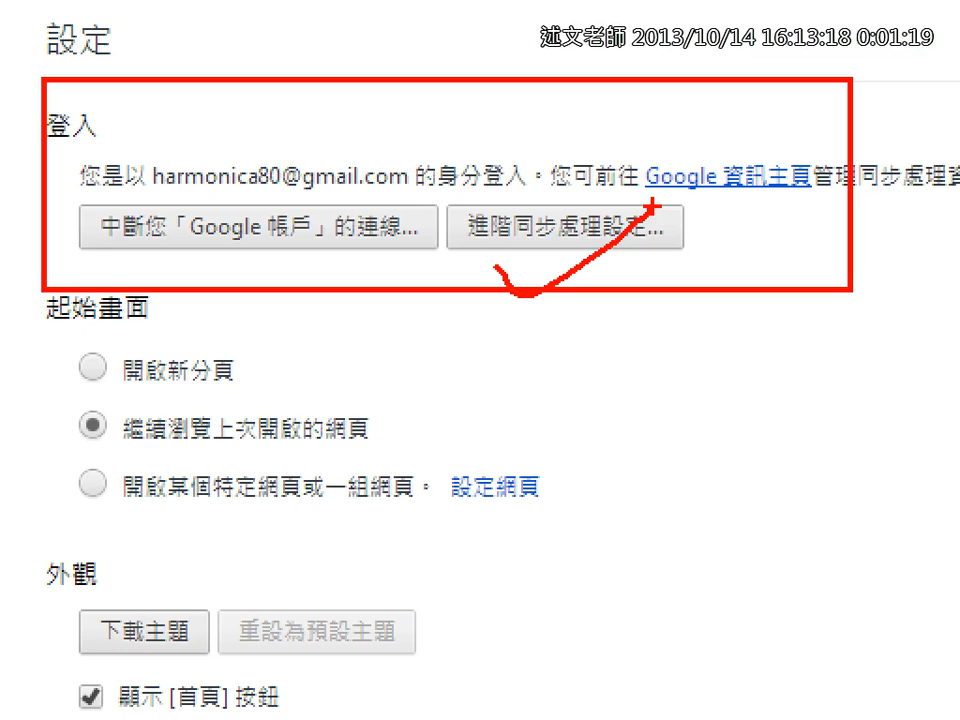 設定
述文老師 2013/10/14 16:13:18 0:01:19
登入
您是以 harmonica80@gmail.com 的身分登入。您可前往 Google 資訊主頁管理同步處理資
中斷您「Google 帳戶」的連線...
進階同步處理設定...
起始畫面
開啟新分頁
繼續瀏覽上次開啟的網頁
開啟某個特定網頁或一組網頁。 設定網頁
外觀
下載主題
重設為預設主題
顯示 [首頁] 按鈕